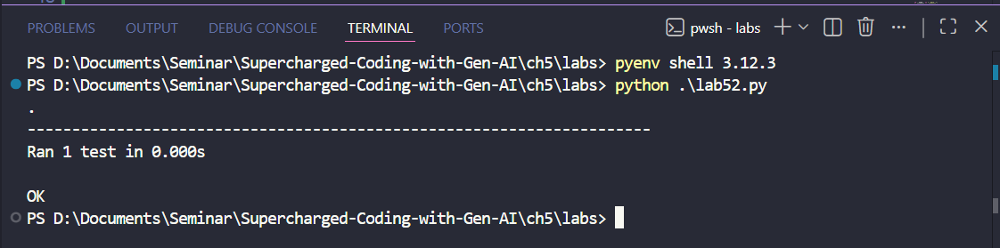 PROBLEMS OUTPUT DEBUG CONSOLE TERMINAL PORTS pwsh - labs
PS D:\Documents\Seminar\Supercharged-Coding-with-Gen-AI\ch5\labs> pyenv shell 3.12.3
PS D:\Documents\Seminar\Supercharged-Coding-with-Gen-AI\ch5\labs> python .\lab52.py
.
----------------------------------------------------------------------
Ran 1 test in 0.000s
OK
PS D:\Documents\Seminar\Supercharged-Coding-with-Gen-AI\ch5\labs>